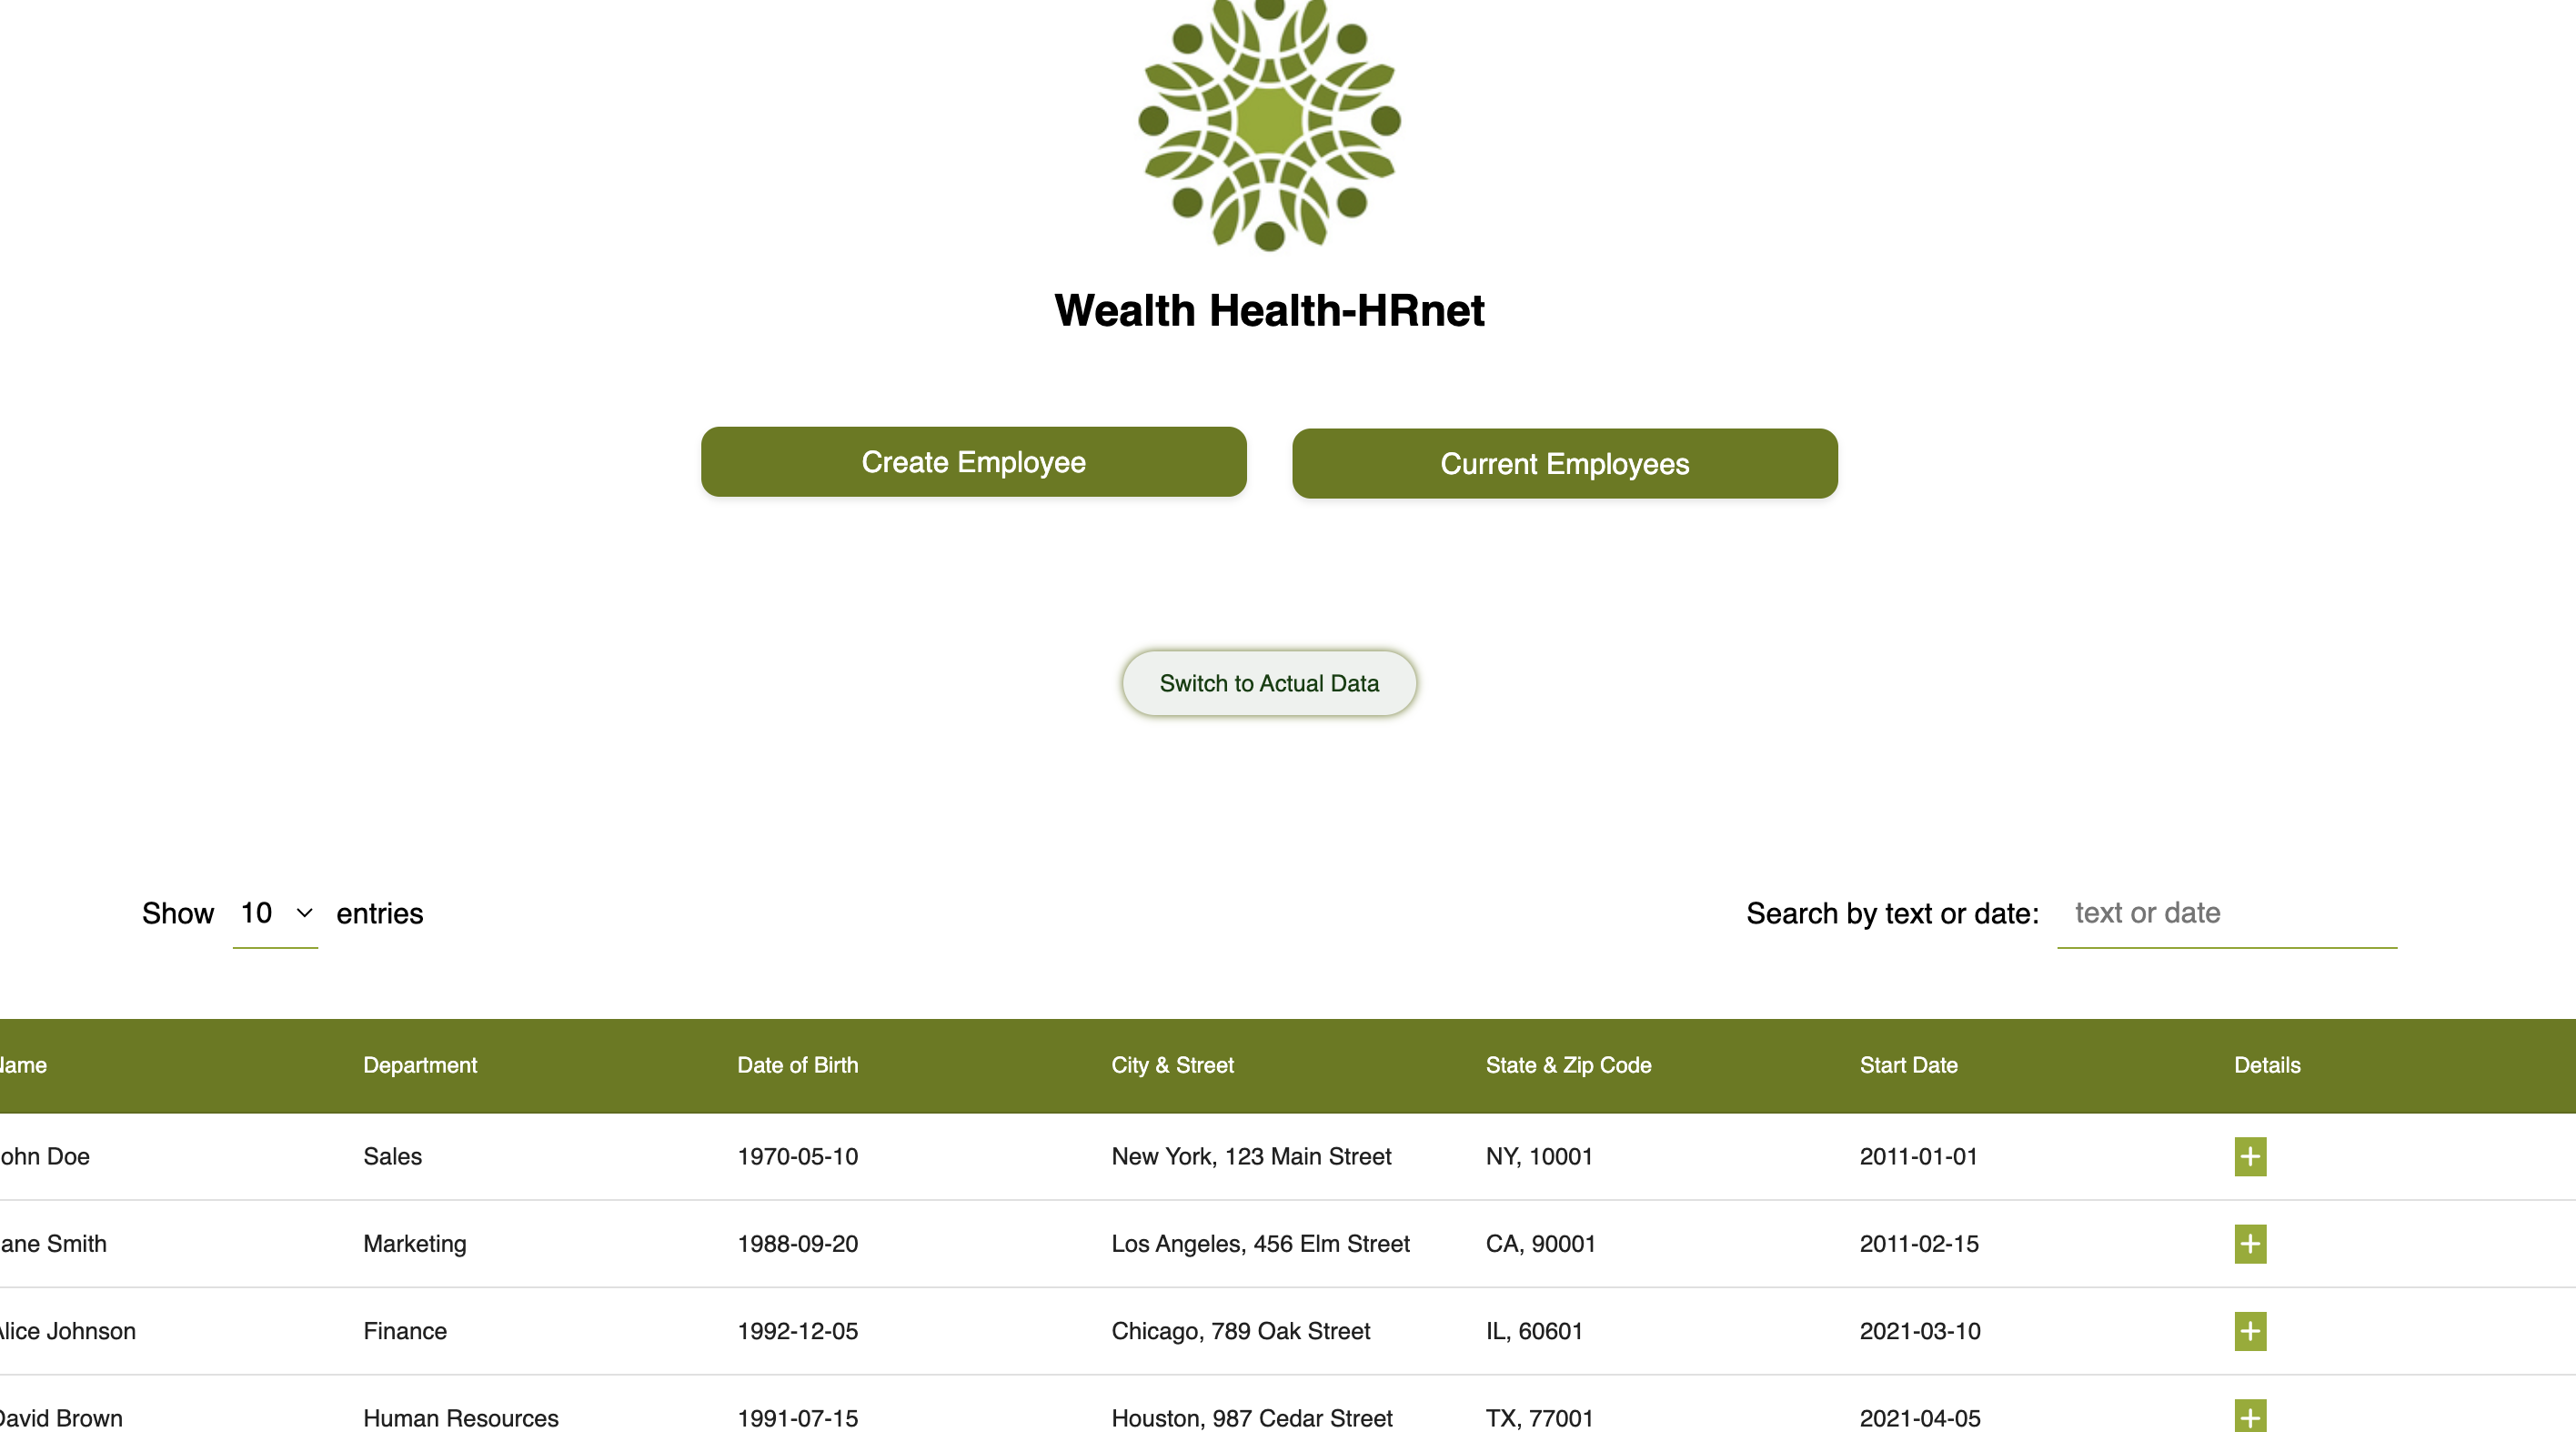 Wealth Health-HRnet
Create Employee Current Employees
Switch to Actual Data
Show 10 entries Search by text or date: text or date
ame Department Date of Birth City & Street State & Zip Code Start Date Details
ohn Doe Sales 1970-05-10 New York, 123 Main Street NY, 10001 2011-01-01 +
ane Smith Marketing 1988-09-20 Los Angeles, 456 Elm Street CA, 90001 2011-02-15 +
lice Johnson Finance 1992-12-05 Chicago, 789 Oak Street IL, 60601 2021-03-10 +
David Brown Human Resources 1991-07-15 Houston, 987 Cedar Street TX, 77001 2021-04-05 +